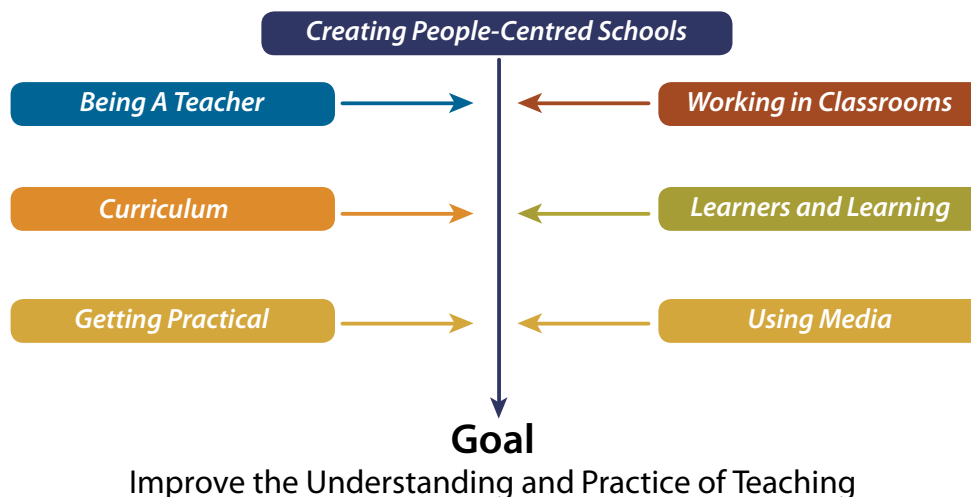 Creating People-Centred Schools
Being A Teacher
Working in Classrooms
Curriculum
Learners and Learning
Getting Practical
Using Media
Goal
Improve the Understanding and Practice of Teaching